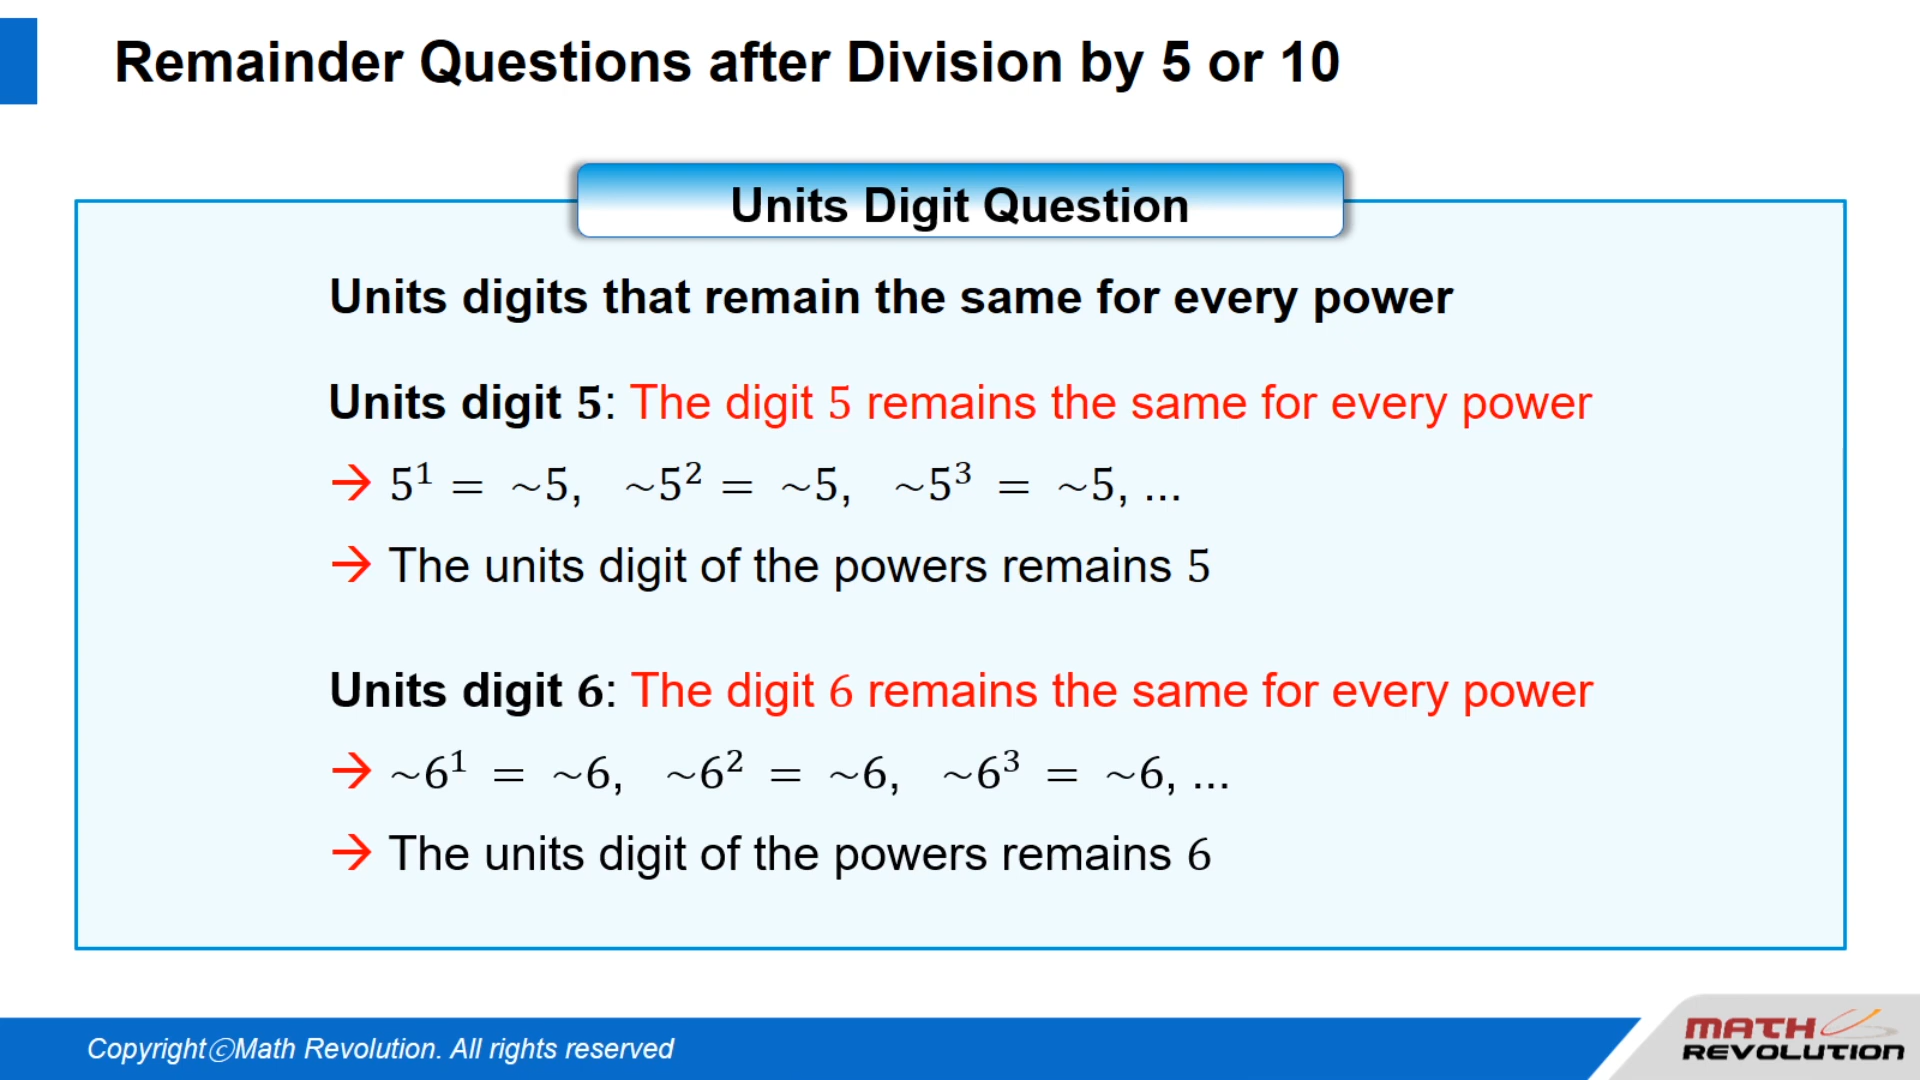 Remainder Questions after Division by 5 or 10
Units Digit Question
Units digits that remain the same for every power
Units digit 5: The digit 5 remains the same for every power
→ 5¹ = ~5, ~5² = ~5, ~5³ = ~5, ...
→ The units digit of the powers remains 5
Units digit 6: The digit 6 remains the same for every power
→ ~6¹ = ~6, ~6² = ~6, ~6³ = ~6, ...
→ The units digit of the powers remains 6
CopyrightⓒMath Revolution. All rights reserved
MATH
REVOLUTION